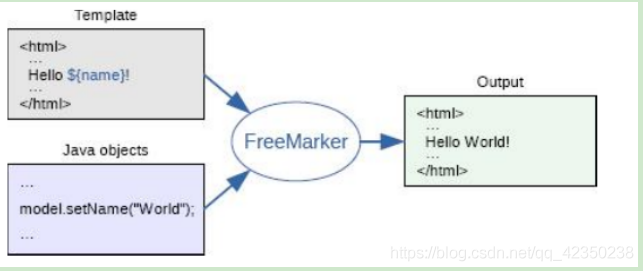 Template
<html>
...
Hello ${name}!
...
</html>
Java objects
...
model.setName("World");
...
FreeMarker
Output
<html>
...
Hello World!
...
</html>
https://blog.csdn.net/qq_42350238